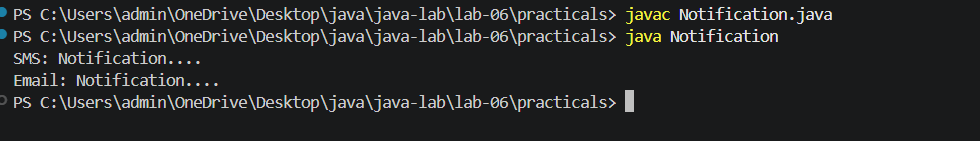 PS C:\Users\admin\OneDrive\Desktop\java\java-lab\lab-06\practicals> javac Notification.java
PS C:\Users\admin\OneDrive\Desktop\java\java-lab\lab-06\practicals> java Notification
SMS: Notification....
Email: Notification....
PS C:\Users\admin\OneDrive\Desktop\java\java-lab\lab-06\practicals>